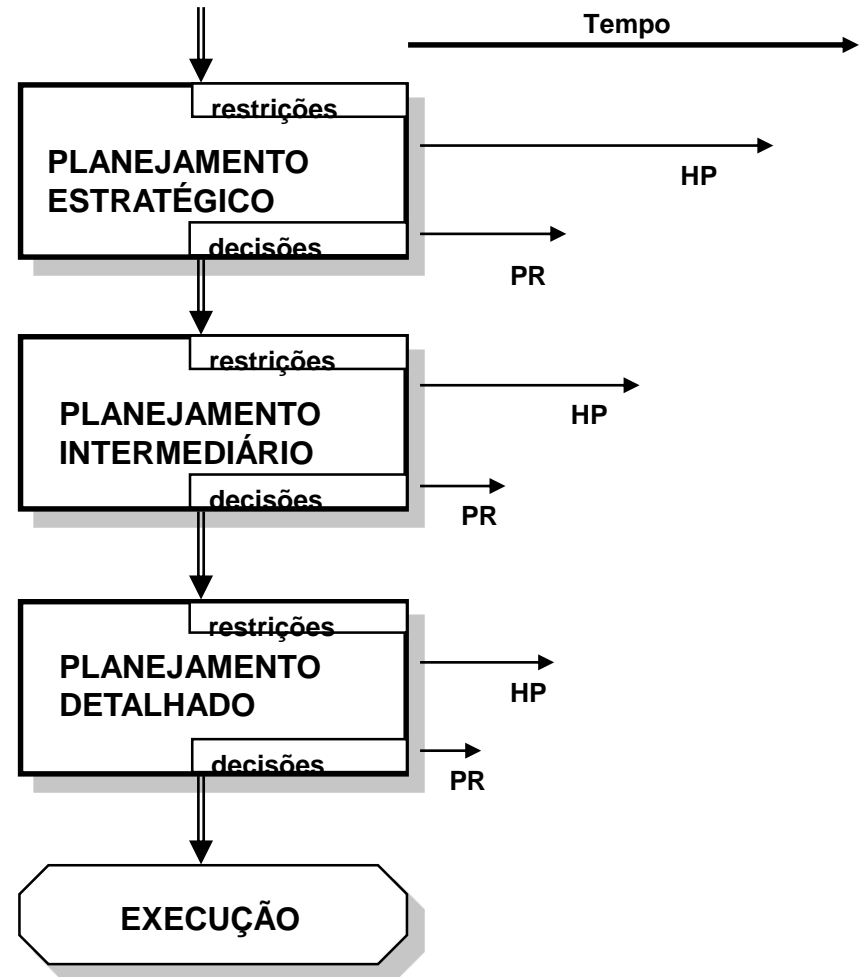 Tempo
restrições
PLANEJAMENTO
ESTRATÉGICO
HP
decisões
PR
restrições
PLANEJAMENTO
INTERMEDIÁRIO
HP
decisões
PR
restrições
PLANEJAMENTO
DETALHADO
HP
decisões
PR
EXECUÇÃO